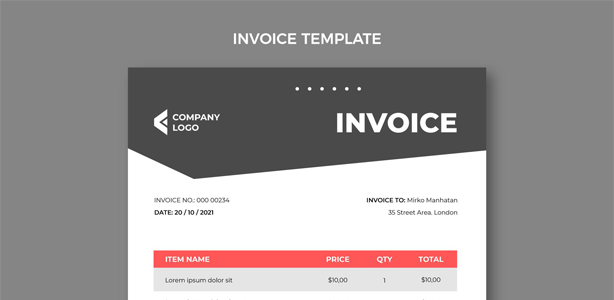 INVOICE TEMPLATE
COMPANY
LOGO
INVOICE
INVOICE NO.: 000 00234
DATE: 20 / 10 / 2021
INVOICE TO: Mirko Manhatan
35 Street Area. London
ITEM NAME PRICE QTY TOTAL
Lorem ipsum dolor sit $10,00 1 $10,00